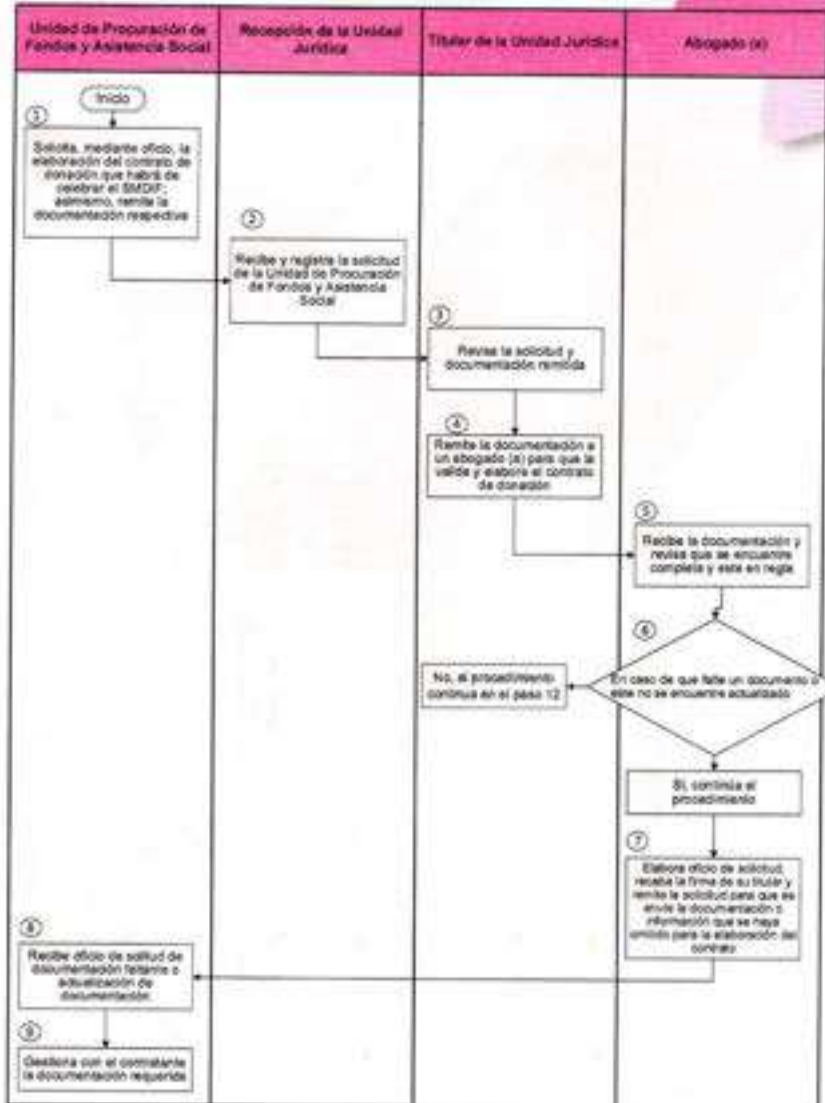 Unidad de Procuración de
Fondos y Asistencia Social
Recepción de la Unidad
Jurídica
Titular de la Unidad Jurídica
Abogado (a)
Inicio
1
Solicita, mediante oficio, la
elaboración del contrato de
donación que habrá de
celebrar el SMDIF;
asimismo, remite la
documentación respectiva
2
Recibe y registra la solicitud
de la Unidad de Procuración
de Fondos y Asistencia
Social
3
Revisa la solicitud y
documentación remitida
4
Remite la documentación a
un abogado (a) para que la
valide y elabore el contrato
de donación
5
Recibe la documentación y
revisa que se encuentre
completa y este en regla
6
En caso de que falte un documento o
este no se encuentre actualizado
No, el procedimiento
continua en el paso 12
Si, continúa el
procedimiento
7
Elabora oficio de solicitud,
recaba la firma de su titular y
remite la solicitud para que se
envíe la documentación o
información que se haya
omitido para la elaboración del
contrato
8
Recibe oficio de solitud de
documentación faltante o
actualización de
documentación
9
Gestiona con el contratante
la documentación requerida